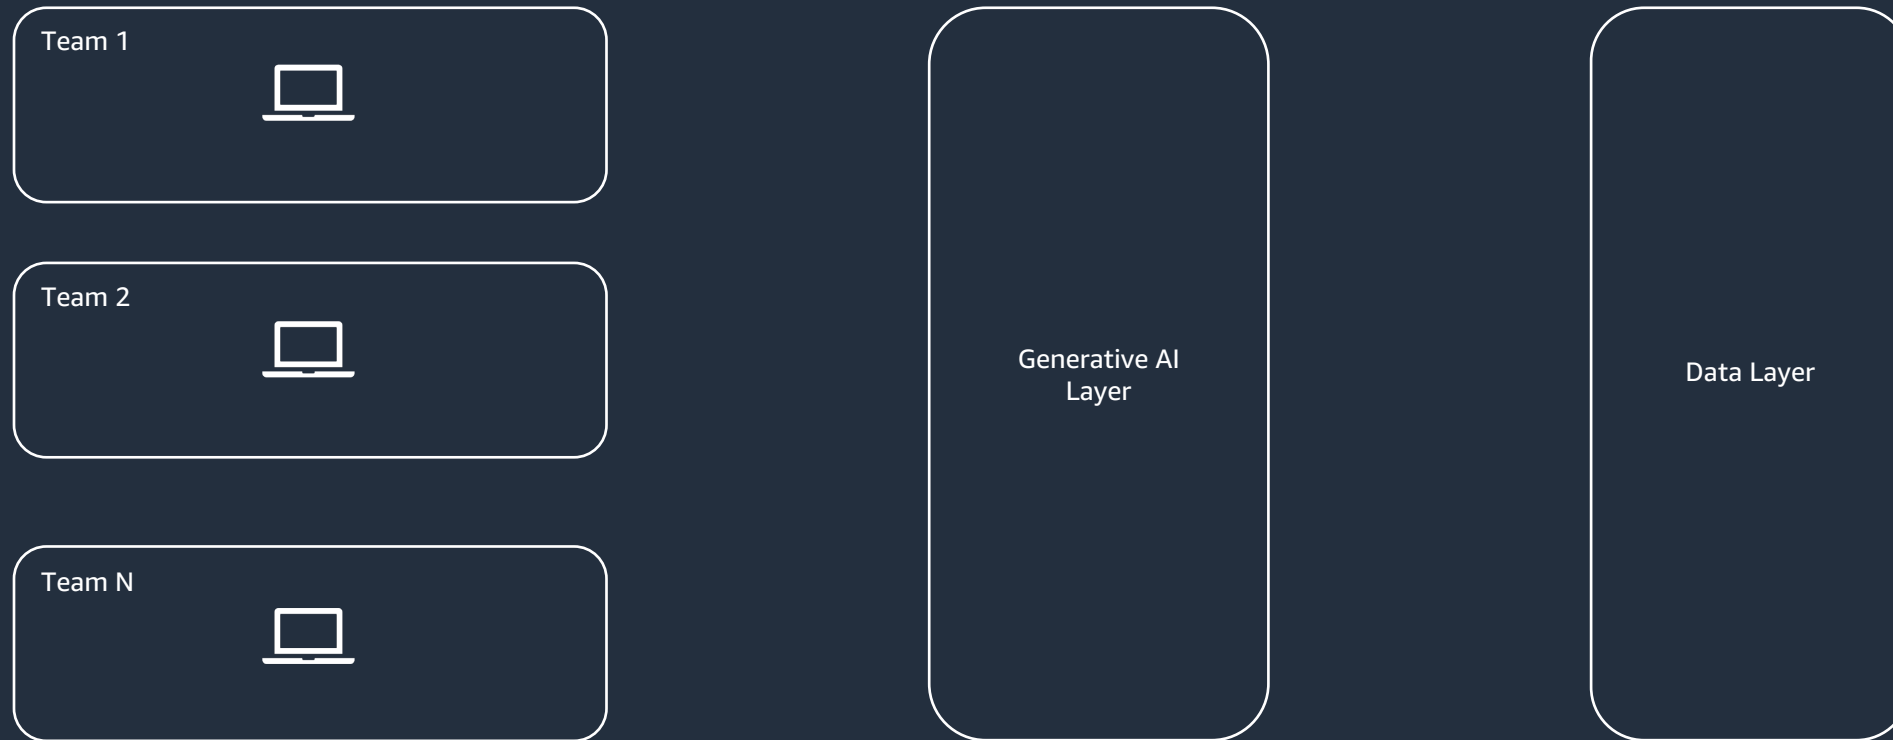 Team 1
Team 2
Team N
Generative AI
Layer
Data Layer